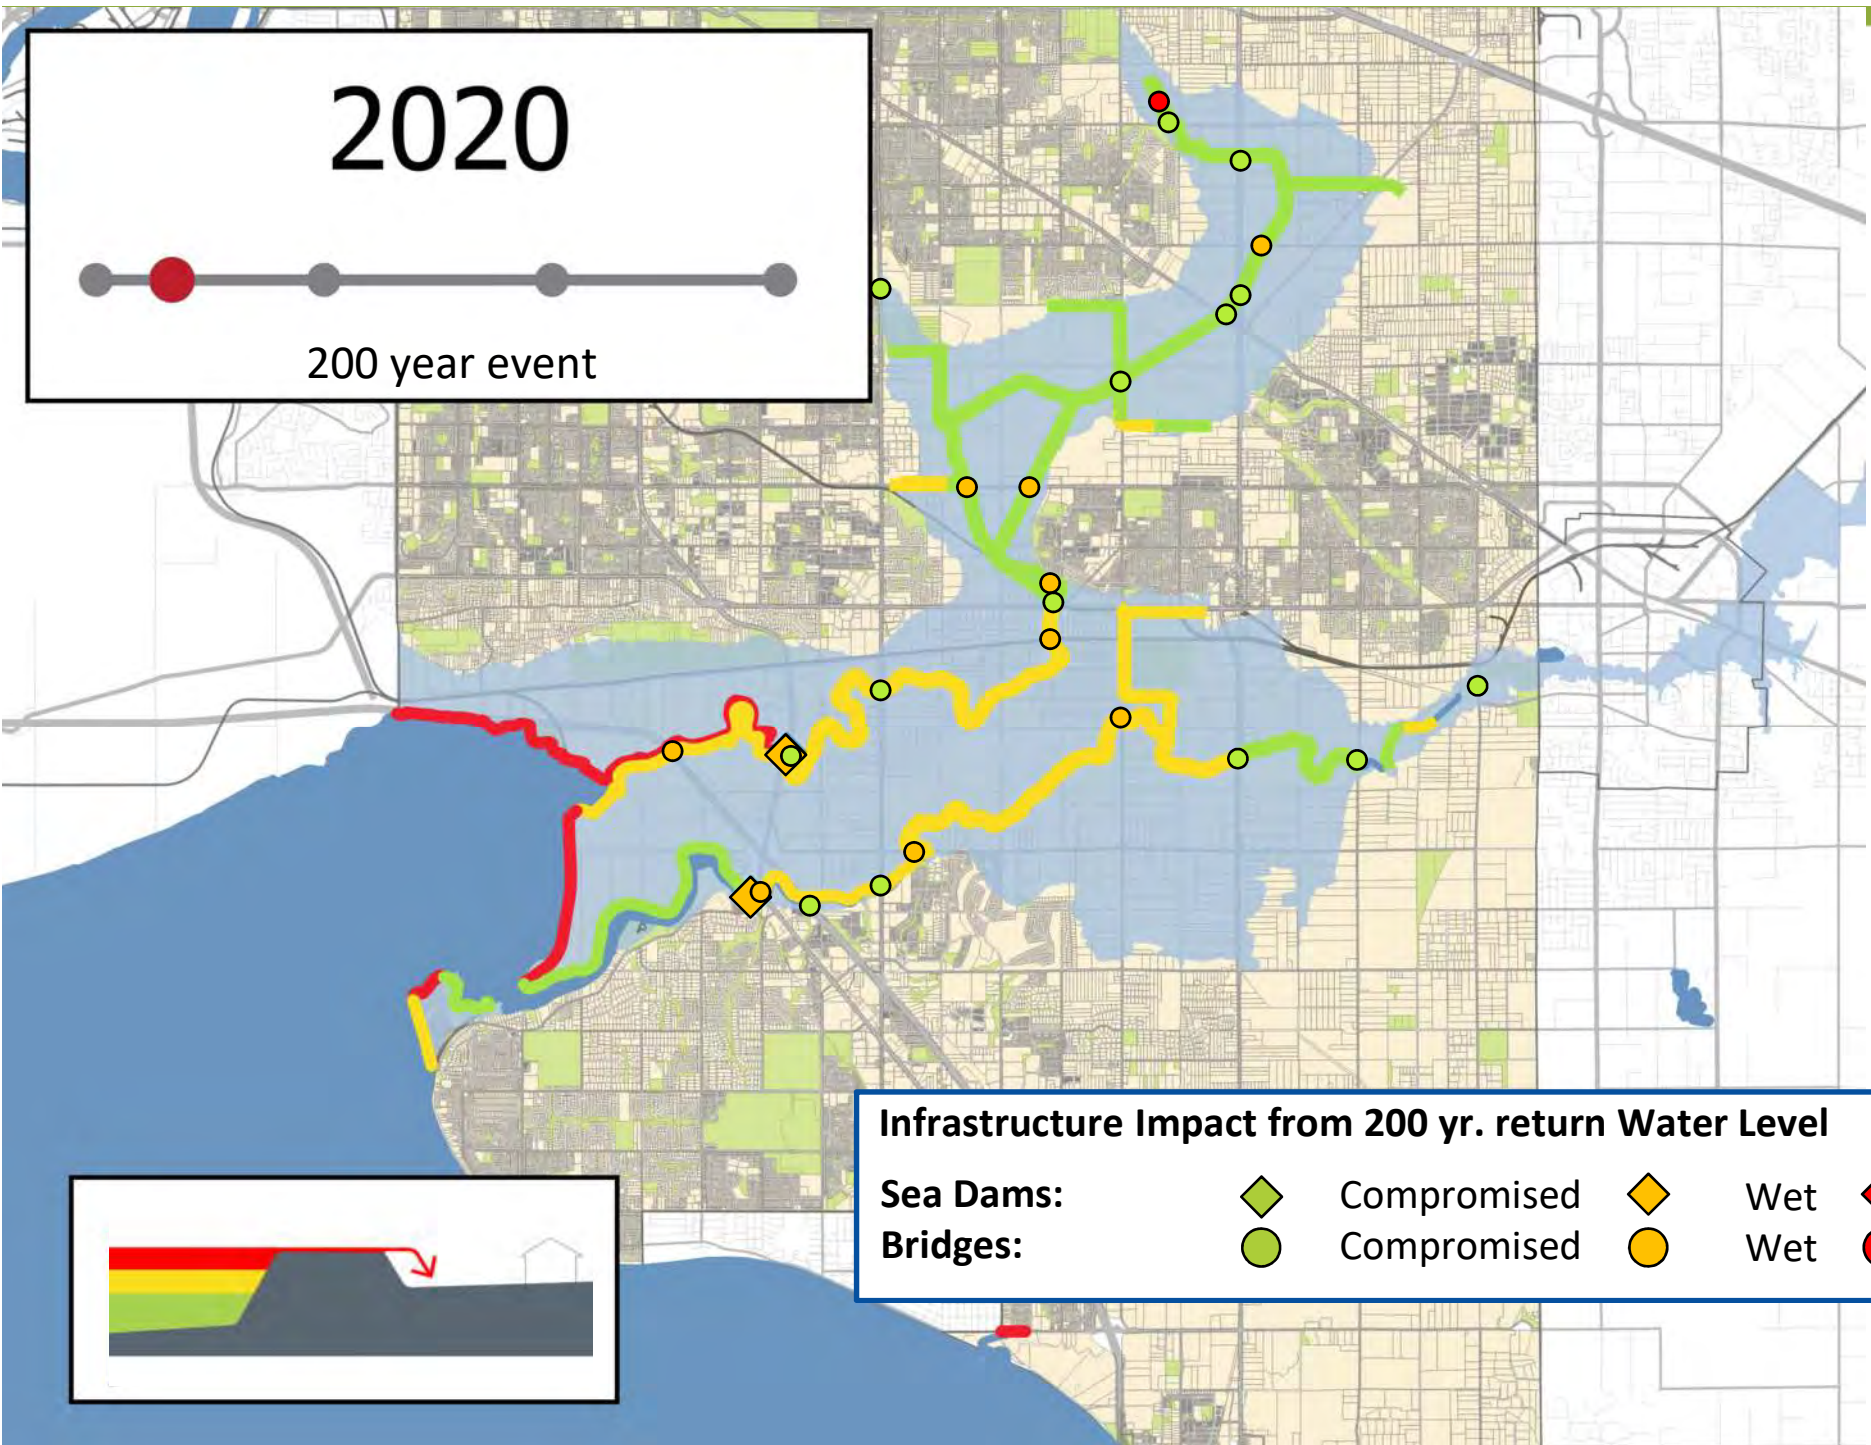 2020
200 year event
Infrastructure Impact from 200 yr. return Water Level
Sea Dams: Compromised Wet
Bridges: Compromised Wet